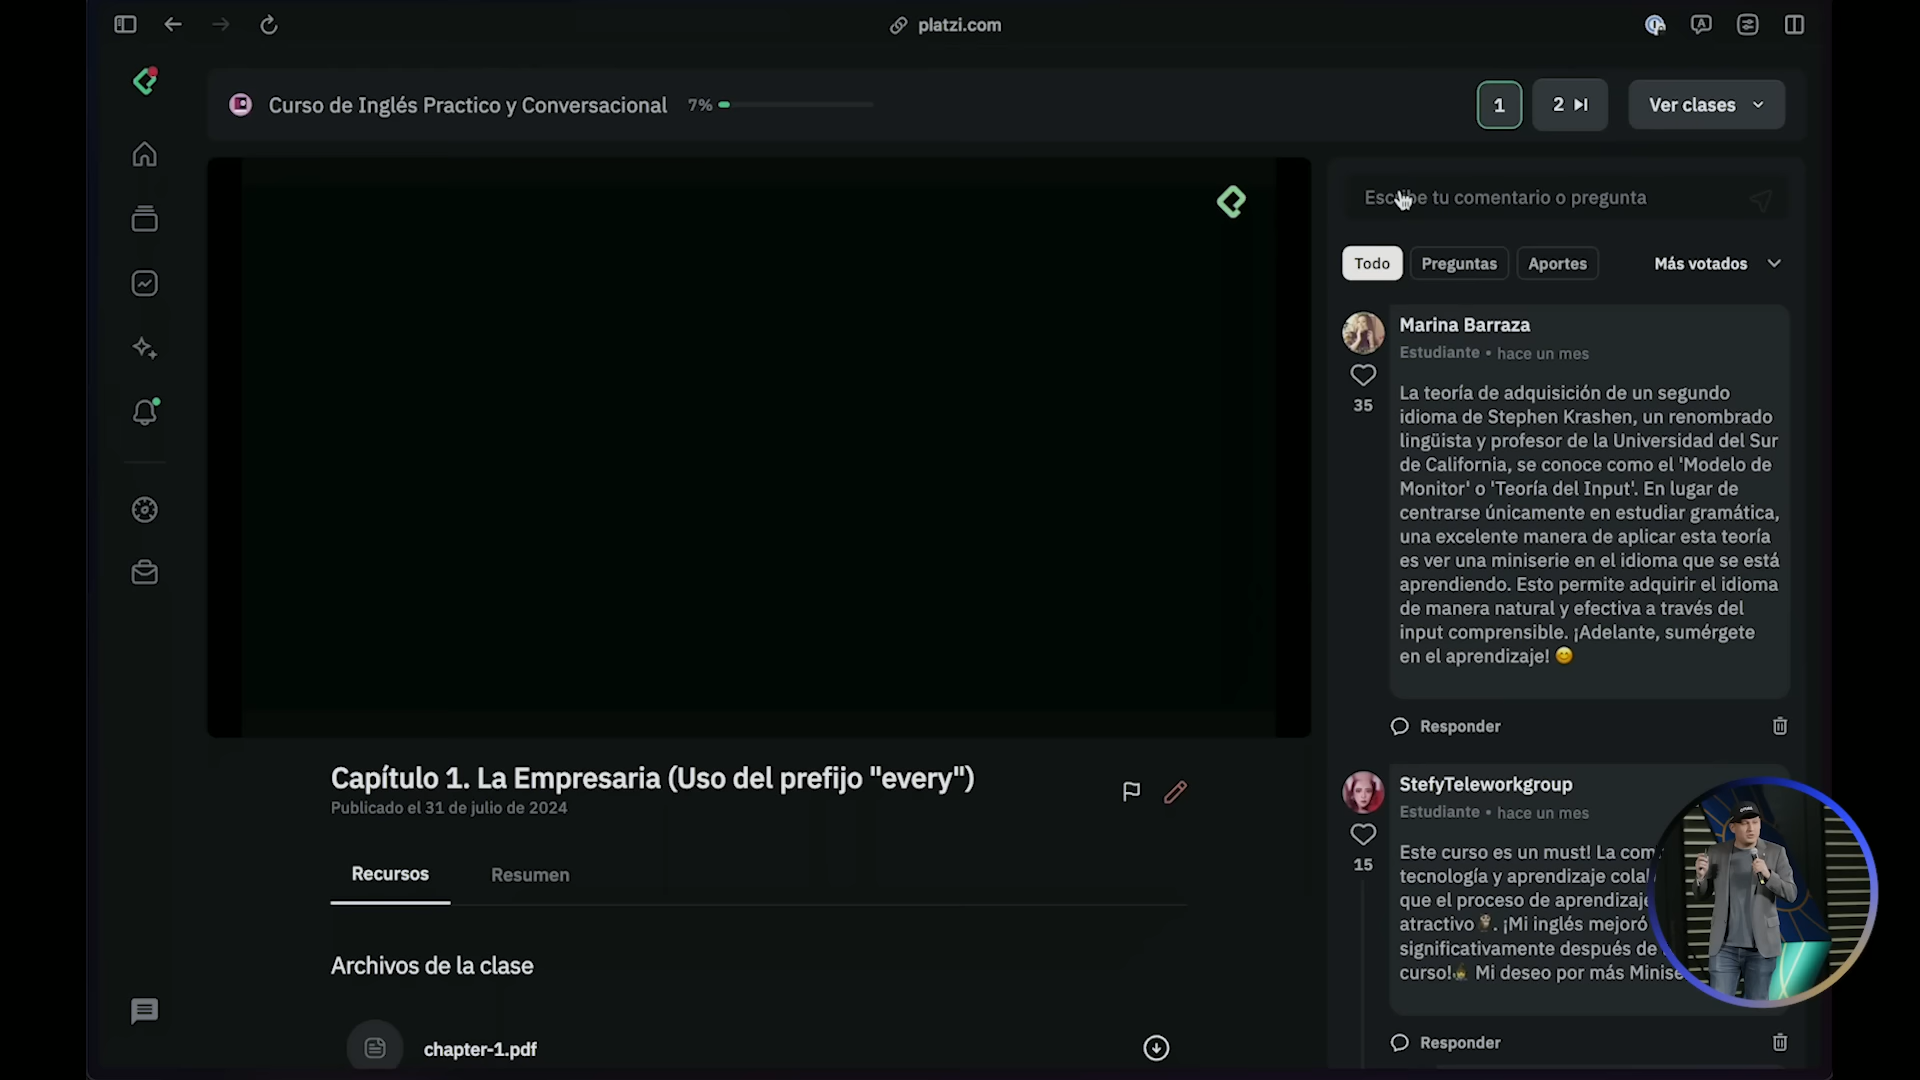 platzi.com
Curso de Inglés Practico y Conversacional 7%
1
2
Ver clases
Escribe tu comentario o pregunta
Todo Preguntas Aportes Más votados
Marina Barraza
Estudiante • hace un mes
35
La teoría de adquisición de un segundo
idioma de Stephen Krashen, un renombrado
lingüista y profesor de la Universidad del Sur
de California, se conoce como el 'Modelo de
Monitor' o 'Teoría del Input'. En lugar de
centrarse únicamente en estudiar gramática,
una excelente manera de aplicar esta teoría
es ver una miniserie en el idioma que se está
aprendiendo. Esto permite adquirir el idioma
de manera natural y efectiva a través del
input comprensible. ¡Adelante, sumérgete
en el aprendizaje! 😊
Responder
StefyTeleworkgroup
Estudiante • hace un mes
15
Este curso es un must! La com
tecnología y aprendizaje colal
que el proceso de aprendizaje
atractivo . ¡Mi inglés mejoró
significativamente después de
curso! Mi deseo por más Minise
Responder
Capítulo 1. La Empresaria (Uso del prefijo "every")
Publicado el 31 de julio de 2024
Recursos Resumen
Archivos de la clase
chapter-1.pdf